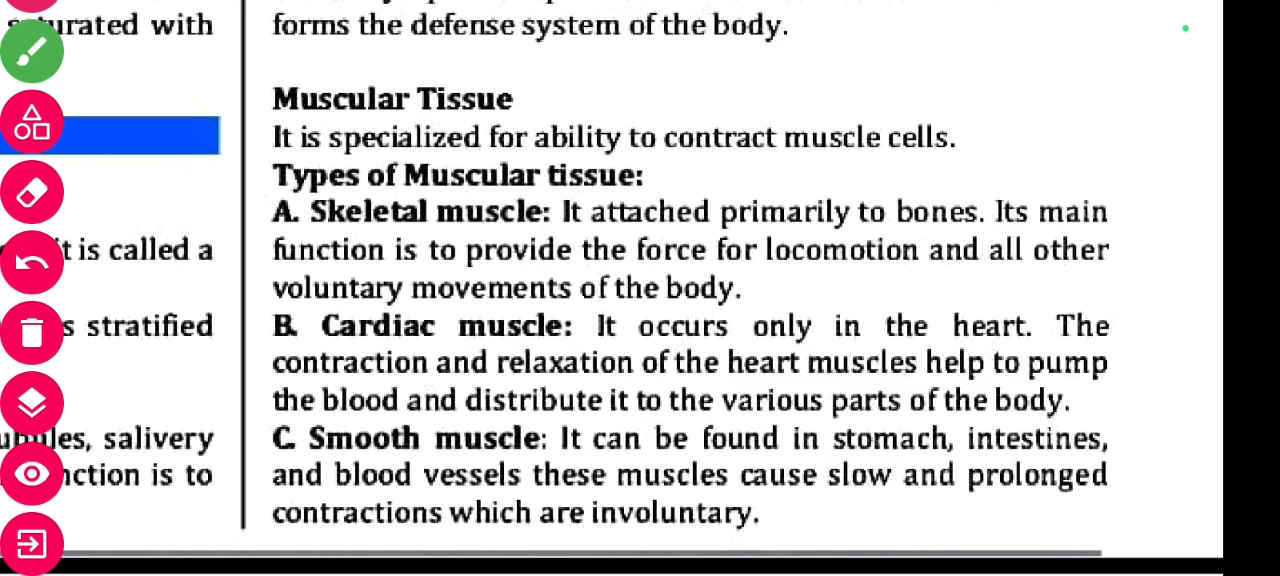 urated with
t is called a
s stratified
les, salivery
nction is to
forms the defense system of the body.
Muscular Tissue
It is specialized for ability to contract muscle cells.
Types of Muscular tissue:
A. Skeletal muscle: It attached primarily to bones. Its main
function is to provide the force for locomotion and all other
voluntary movements of the body.
B. Cardiac muscle: It occurs only in the heart. The
contraction and relaxation of the heart muscles help to pump
the blood and distribute it to the various parts of the body.
C. Smooth muscle: It can be found in stomach, intestines,
and blood vessels these muscles cause slow and prolonged
contractions which are involuntary.